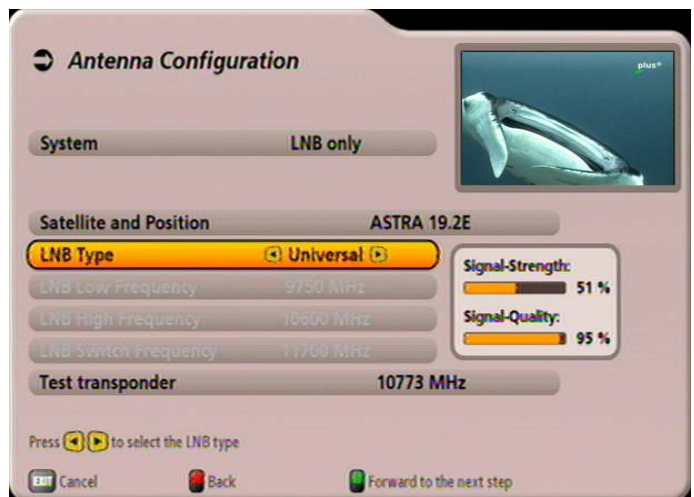 Antenna Configuration
plus*
System LNB only
Satellite and Position ASTRA 19.2E
LNB Type Universal
Signal-Strength:
51 %
LNB Low Frequency 9750 MHz
LNB High Frequency 10600 MHz
Signal-Quality:
95 %
LNB Switch Frequency 11700 MHz
Test transponder 10773 MHz
Press to select the LNB type
EXIT Cancel Back Forward to the next step